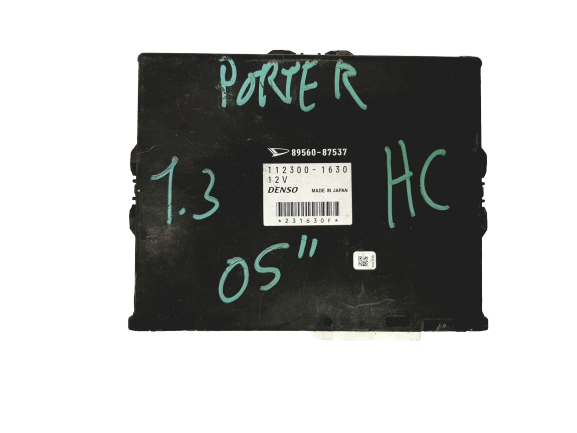 PORTER
89560-87537
112300-1630
12V
DENSO MADE IN JAPAN
*231630F*
1.3
HC
05"